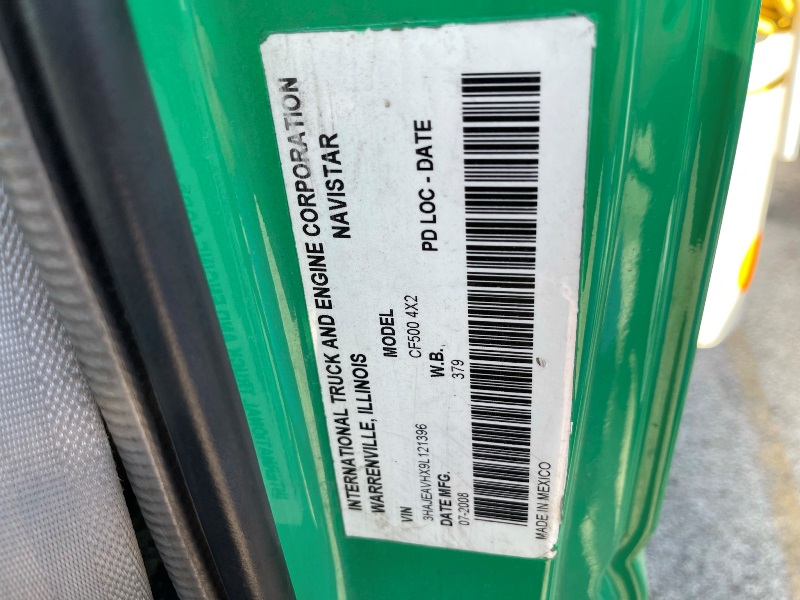 INTERNATIONAL TRUCK AND ENGINE CORPORATION
WARRENVILLE, ILLINOIS NAVISTAR
VIN MODEL
3HAJEAVHX9L121396 CF500 4X2 PD LOC - DATE
DATE MFG. W.B.
07-2008 379
MADE IN MEXICO